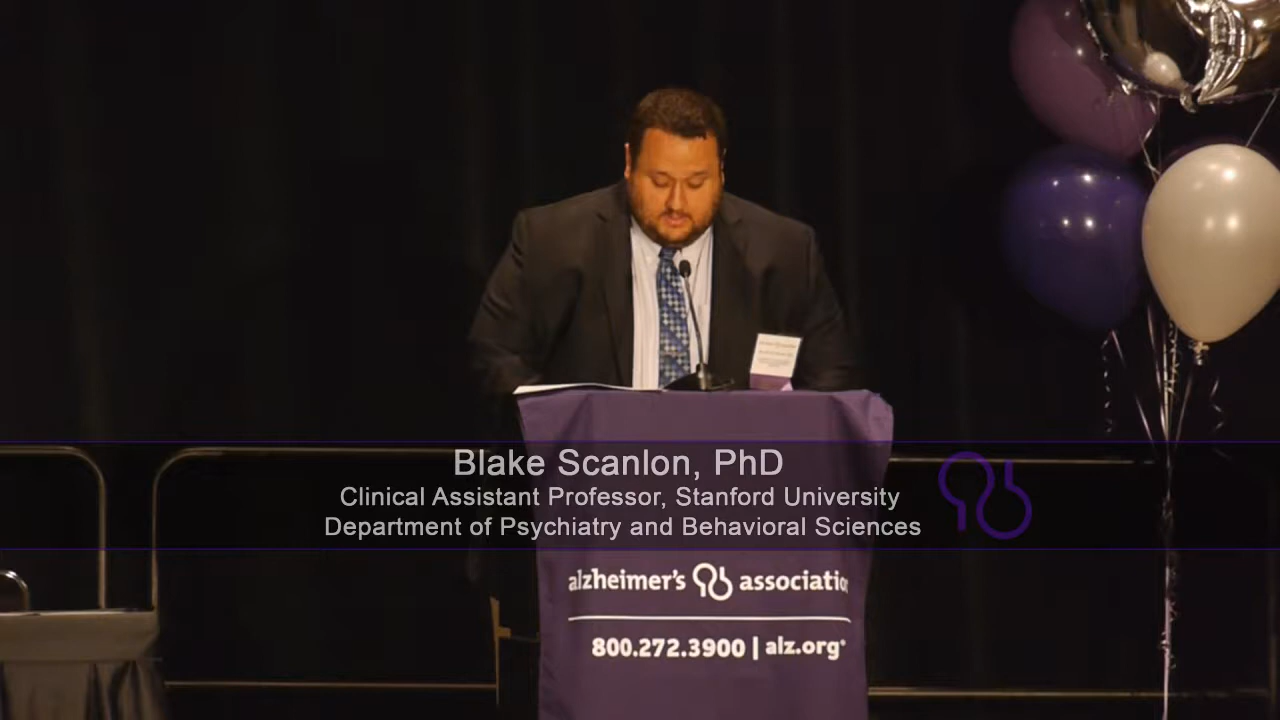 Blake Scanlon, PhD
Clinical Assistant Professor, Stanford University
Department of Psychiatry and Behavioral Sciences
alzheimer's associatio
800.272.3900 | alz.org®